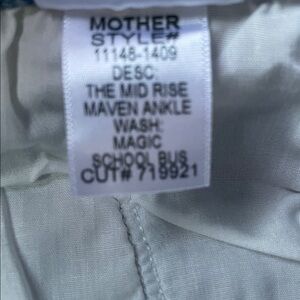 MOTHER
STYLE#
11148-1409
DESC:
THE MID RISE
MAVEN ANKLE
WASH:
MAGIC
SCHOOL BUS
CUT# 719921